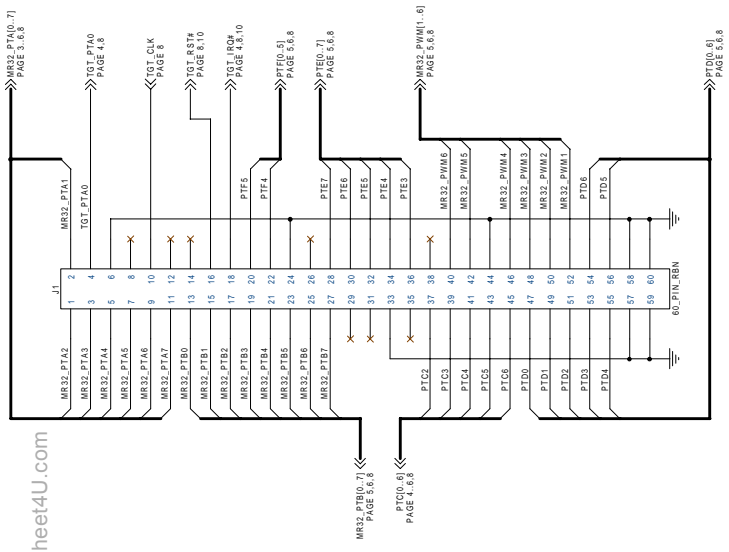 MR32_PTA[0..7]
PAGE 3..6,8
TGT_PTA0
PAGE 4,8
TGT_CLK
PAGE 8
TGT_RST#
PAGE 8,10
TGT_IRQ#
PAGE 4,8,10
PTF[0..5]
PAGE 5,6,8
PTE[0..7]
PAGE 5,6,8
MR32_PWM[1..6]
PAGE 5,6,8
PTD[0..6]
PAGE 5,6,8
MR32_PTA1
TGT_PTA0
PTF5
PTF4
PTE7
PTE6
PTE5
PTE4
PTE3
MR32_PWM6
MR32_PWM5
MR32_PWM4
MR32_PWM3
MR32_PWM2
MR32_PWM1
PTD6
PTD5
J1
2 4 6 8 10 12 14 16 18 20 22 24 26 28 30 32 34 36 38 40 42 44 46 48 50 52 54 56 58 60
1 3 5 7 9 11 13 15 17 19 21 23 25 27 29 31 33 35 37 39 41 43 45 47 49 51 53 55 57 59
60_PIN_RBN
MR32_PTA2
MR32_PTA3
MR32_PTA4
MR32_PTA5
MR32_PTA6
MR32_PTA7
MR32_PTB0
MR32_PTB1
MR32_PTB2
MR32_PTB3
MR32_PTB4
MR32_PTB5
MR32_PTB6
MR32_PTB7
PTC2
PTC3
PTC4
PTC5
PTC6
PTD0
PTD1
PTD2
PTD3
PTD4
MR32_PTB[0..7]
PAGE 5,6,8
PTC[0..6]
PAGE 4..6,8
heet4U.com